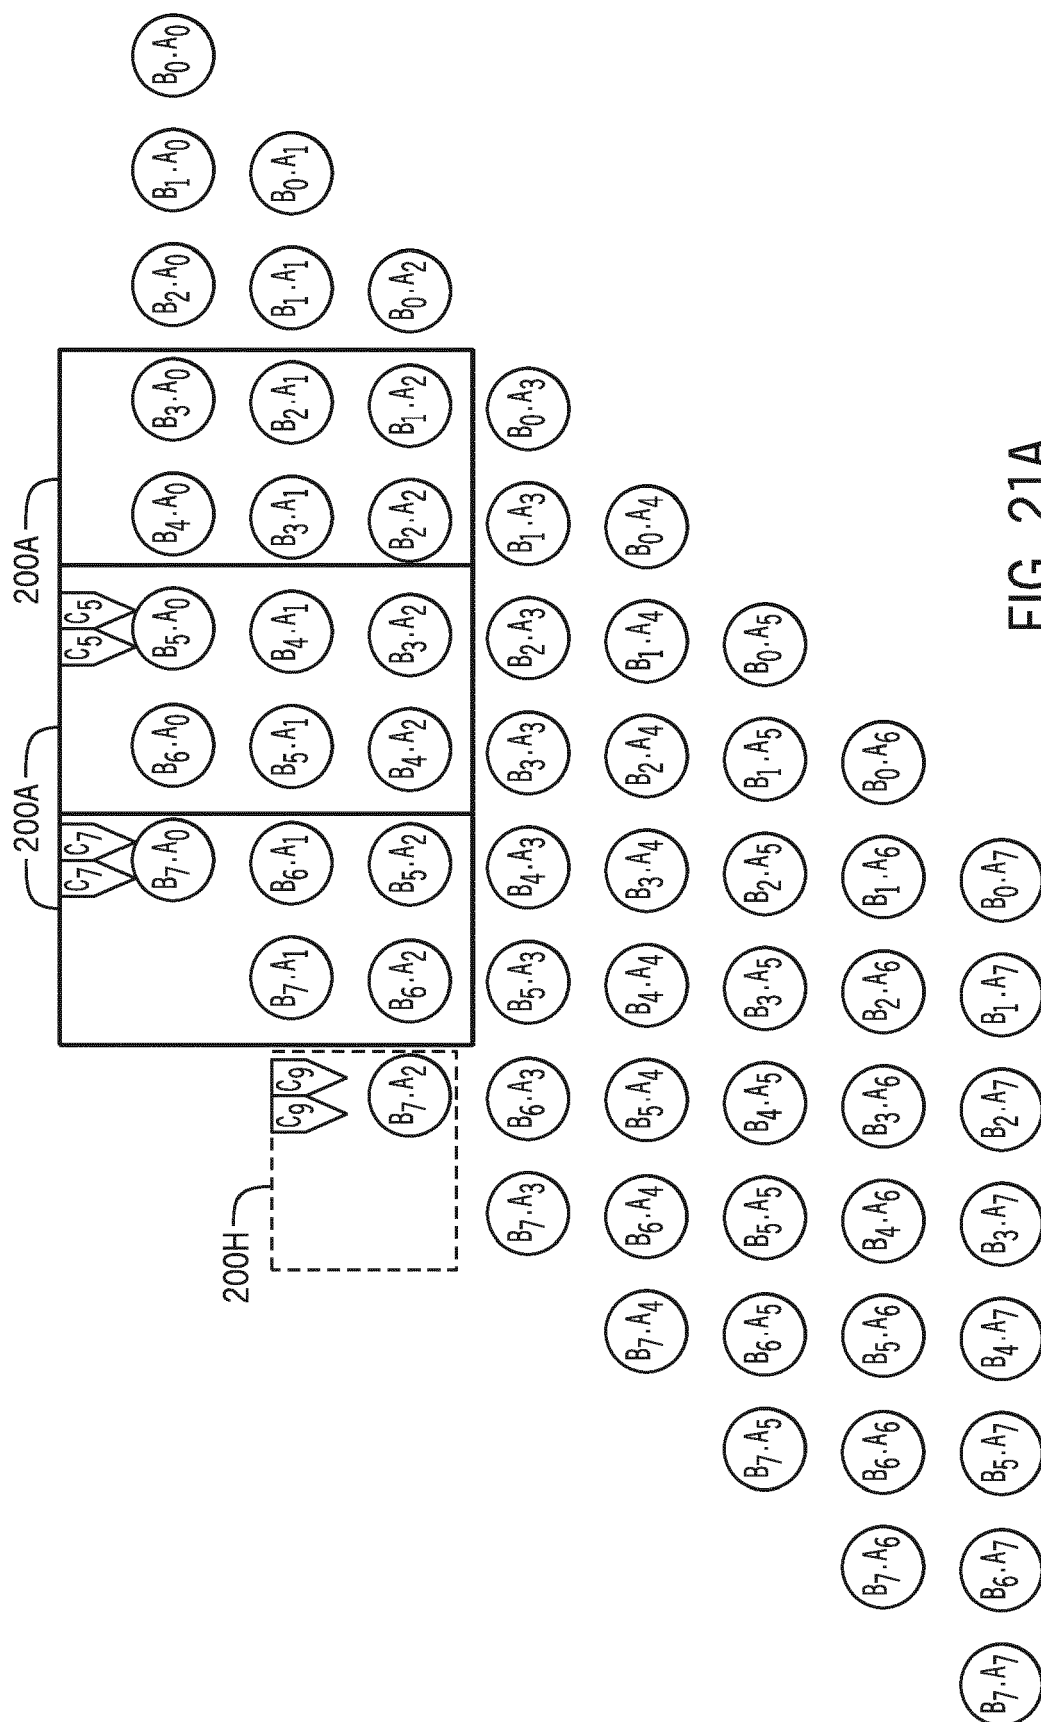 200A 200A
C₇ C₇ C₅ C₅
B₇.A₀ B₆.A₀ B₅.A₀ B₄.A₀ B₃.A₀ B₂.A₀ B₁.A₀ B₀.A₀
200H
C₉ C₉ B₇.A₁ B₆.A₁ B₅.A₁ B₄.A₁ B₃.A₁ B₂.A₁ B₁.A₁ B₀.A₁
B₇.A₂ B₆.A₂ B₅.A₂ B₄.A₂ B₃.A₂ B₂.A₂ B₁.A₂ B₀.A₂
B₇.A₃ B₆.A₃ B₅.A₃ B₄.A₃ B₃.A₃ B₂.A₃ B₁.A₃ B₀.A₃
B₇.A₄ B₆.A₄ B₅.A₄ B₄.A₄ B₃.A₄ B₂.A₄ B₁.A₄ B₀.A₄
B₇.A₅ B₆.A₅ B₅.A₅ B₄.A₅ B₃.A₅ B₂.A₅ B₁.A₅ B₀.A₅
B₇.A₆ B₆.A₆ B₅.A₆ B₄.A₆ B₃.A₆ B₂.A₆ B₁.A₆ B₀.A₆
B₇.A₇ B₆.A₇ B₅.A₇ B₄.A₇ B₃.A₇ B₂.A₇ B₁.A₇ B₀.A₇
FIG 21A